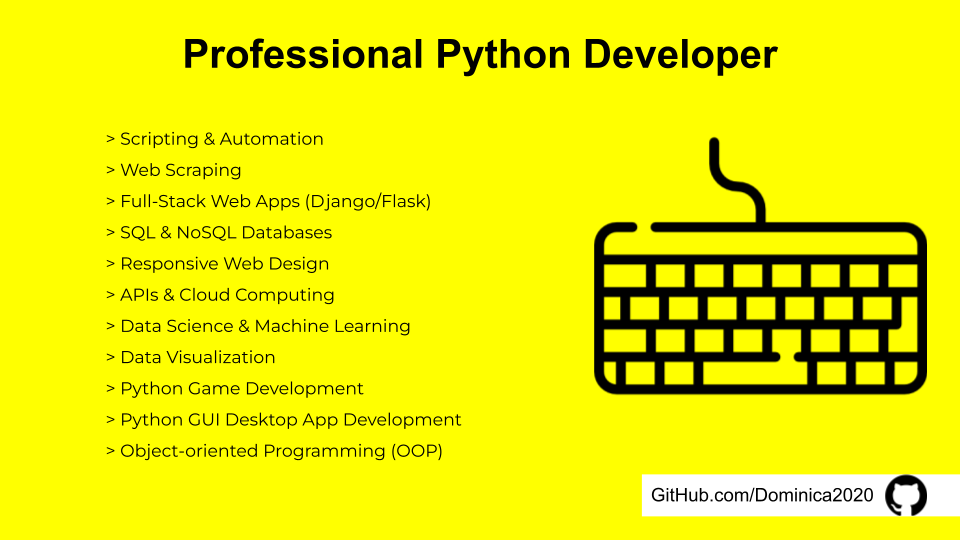 Professional Python Developer
> Scripting & Automation
> Web Scraping
> Full-Stack Web Apps (Django/Flask)
> SQL & NoSQL Databases
> Responsive Web Design
> APIs & Cloud Computing
> Data Science & Machine Learning
> Data Visualization
> Python Game Development
> Python GUI Desktop App Development
> Object-oriented Programming (OOP)
GitHub.com/Dominica2020